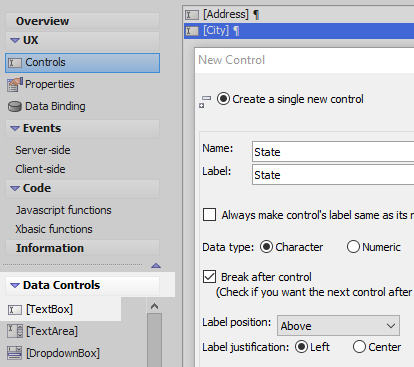 Overview
UX
Controls
Properties
Data Binding
Events
Server-side
Client-side
Code
Javascript functions
Xbasic functions
Information
Data Controls
[TextBox]
[TextArea]
[DropdownBox]
[Address] ¶
[City] ¶
New Control
Create a single new control
Name: State
Label: State
Always make control's label same as its
Data type: Character Numeric
Break after control
(Check if you want the next control after
Label position: Above
Label justification: Left Center